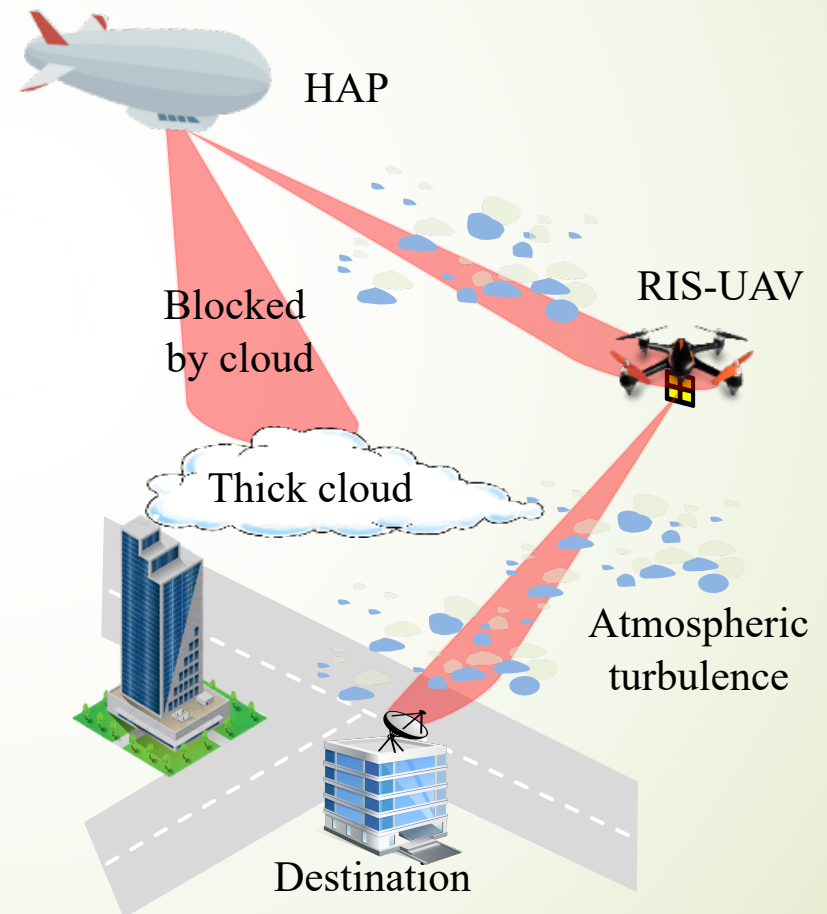 HAP
RIS-UAV
Blocked
by cloud
Thick cloud
Atmospheric
turbulence
Destination